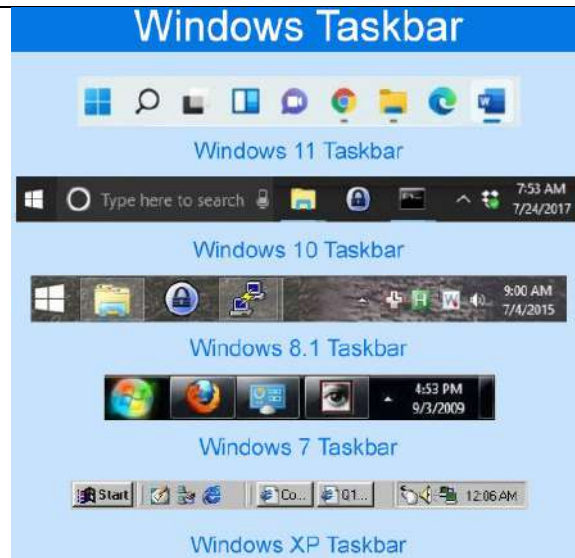 Windows Taskbar
Windows 11 Taskbar
Type here to search
7:53 AM
7/24/2017
Windows 10 Taskbar
H
W
9:00 AM
7/4/2015
Windows 8.1 Taskbar
4:53 PM
9/3/2009
Windows 7 Taskbar
Start Co... Q1... 12:06 AM
Windows XP Taskbar